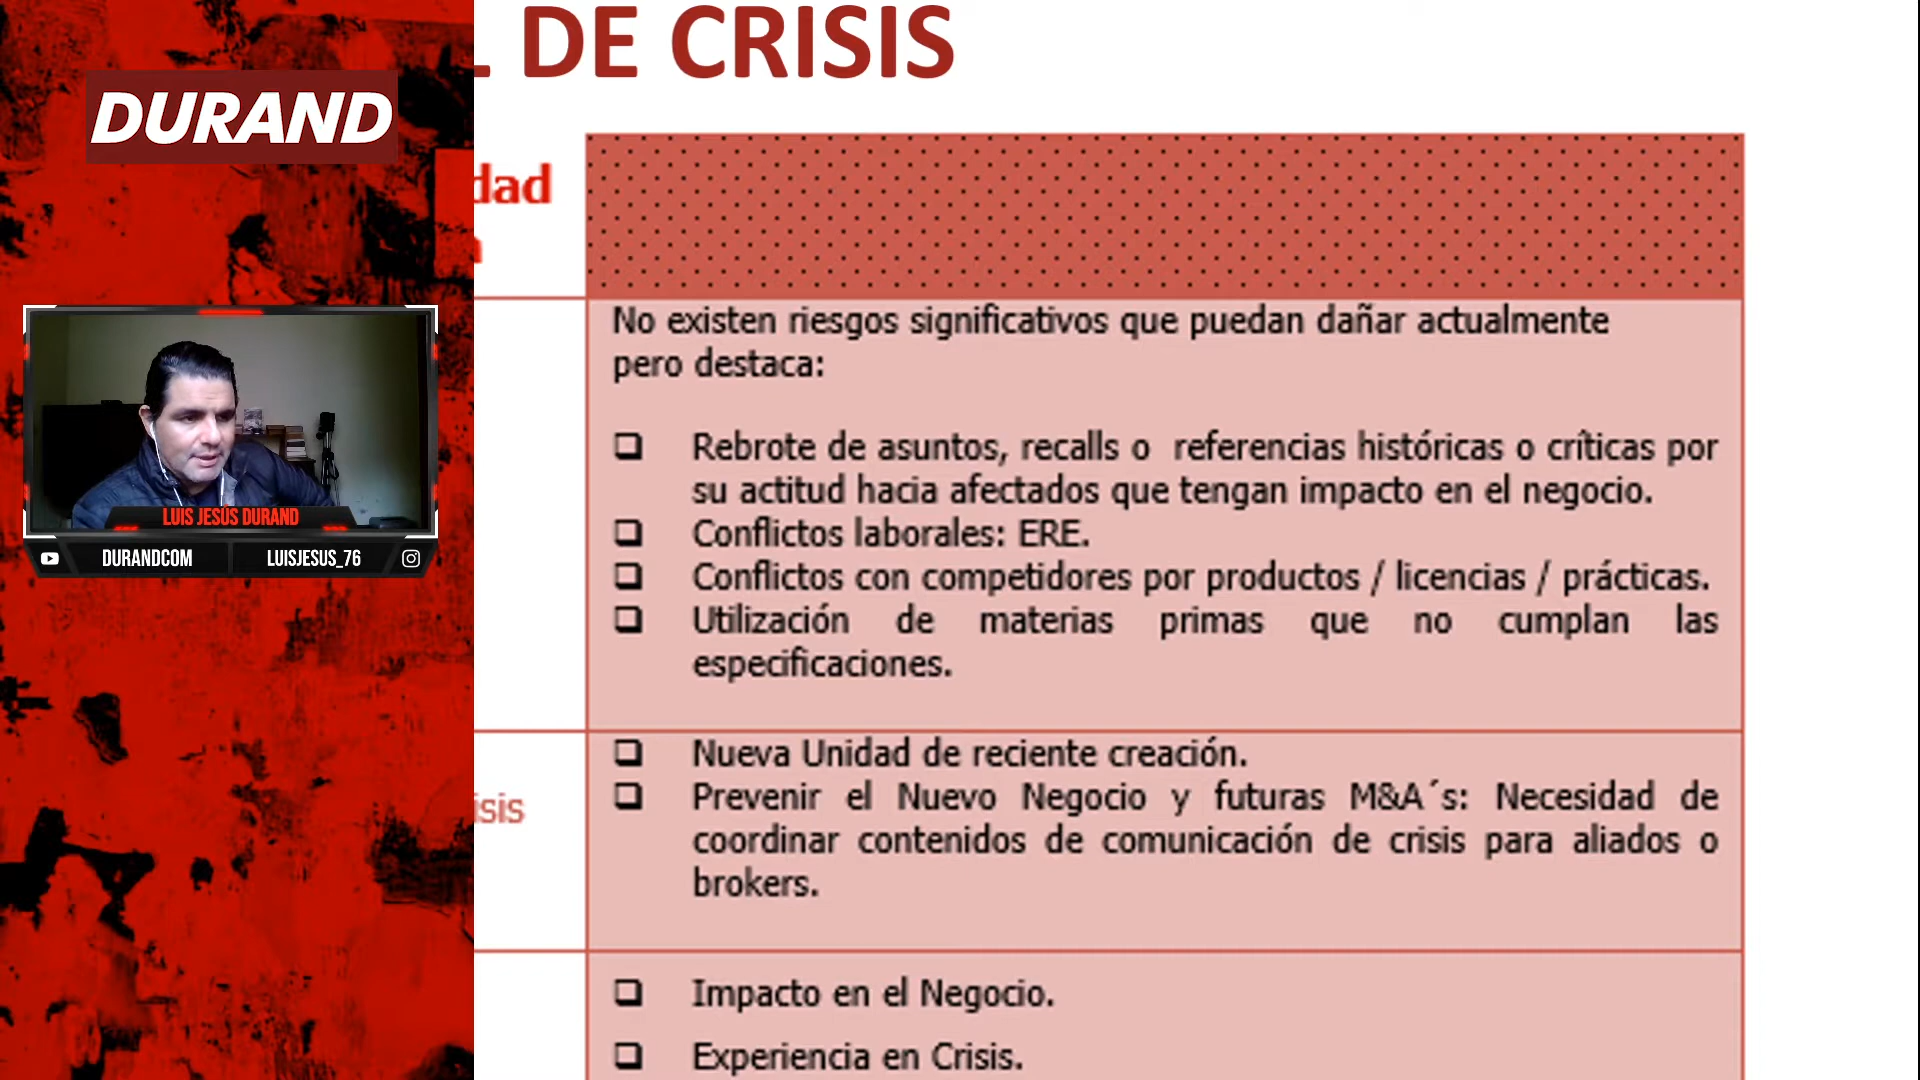 DURAND
LUIS JESÚS DURAND
DURANDCOM
LUISJESUS_76
DE CRISIS
dad
No existen riesgos significativos que puedan dañar actualmente
pero destaca:
Rebrote de asuntos, recalls o referencias históricas o críticas por
su actitud hacia afectados que tengan impacto en el negocio.
Conflictos laborales: ERE.
Conflictos con competidores por productos / licencias / prácticas.
Utilización de materias primas que no cumplan las
especificaciones.
isis
Nueva Unidad de reciente creación.
Prevenir el Nuevo Negocio y futuras M&A´s: Necesidad de
coordinar contenidos de comunicación de crisis para aliados o
brokers.
Impacto en el Negocio.
Experiencia en Crisis.